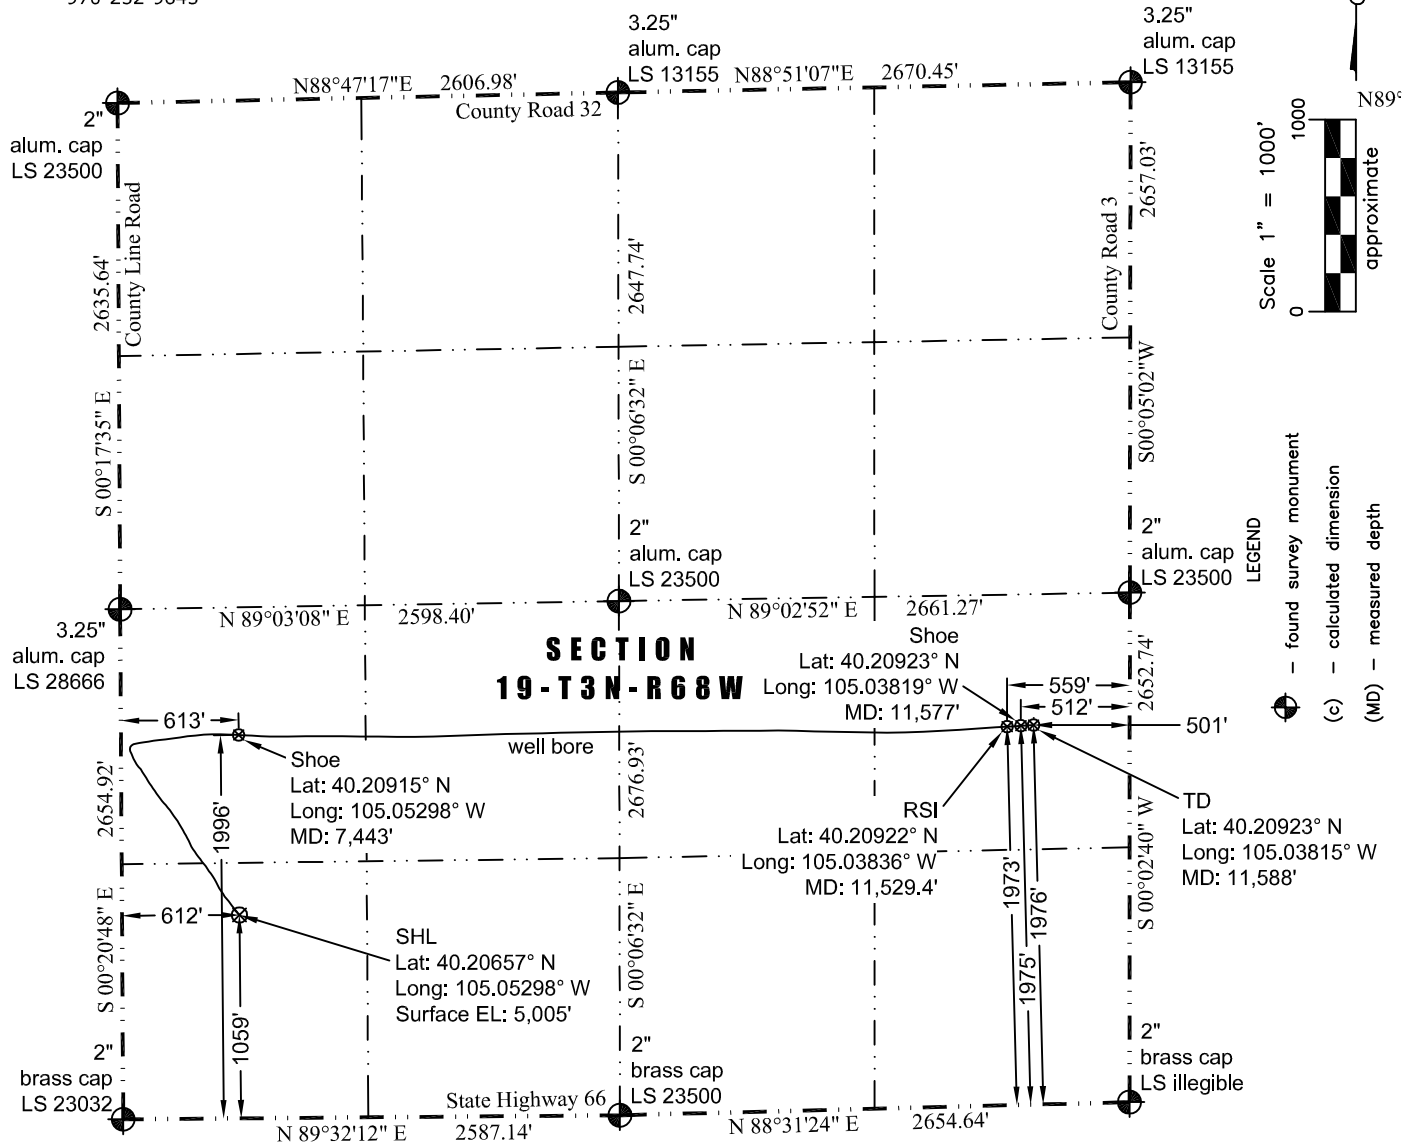 3.25"
alum. cap
LS 13155
3.25"
alum. cap
LS 13155
N88°47'17"E 2606.98'
N88°51'07"E 2670.45'
County Road 32
2"
alum. cap
LS 23500
County Line Road
2635.64'
S 00°17'35" E
2647.74'
S 00°06'32" E
County Road 3
2657.03'
S00°05'02"W
N89°
Scale 1" = 1000'
0
1000
approximate
LEGEND
- found survey monument
(c) - calculated dimension
(MD) - measured depth
2"
alum. cap
LS 23500
2"
alum. cap
LS 23500
N 89°03'08" E 2598.40'
N 89°02'52" E 2661.27'
3.25"
alum. cap
LS 28666
SECTION
19-T3N-R68W
Shoe
Lat: 40.20923° N
Long: 105.03819° W
MD: 11,577'
559'
512'
501'
2652.74'
613'
well bore
Shoe
Lat: 40.20915° N
Long: 105.05298° W
MD: 7,443'
2654.92'
1996'
2676.93'
RSI
Lat: 40.20922° N
Long: 105.03836° W
MD: 11,529.4'
TD
Lat: 40.20923° N
Long: 105.03815° W
MD: 11,588'
1973'
1975'
1976'
S 00°02'40" W
S 00°20'48" E
612'
1059'
SHL
Lat: 40.20657° N
Long: 105.05298° W
Surface EL: 5,005'
S 00°06'32" E
2"
brass cap
LS 23032
2"
brass cap
LS 23500
2"
brass cap
LS illegible
State Highway 66
N 89°32'12" E 2587.14'
N 88°31'24" E 2654.64'